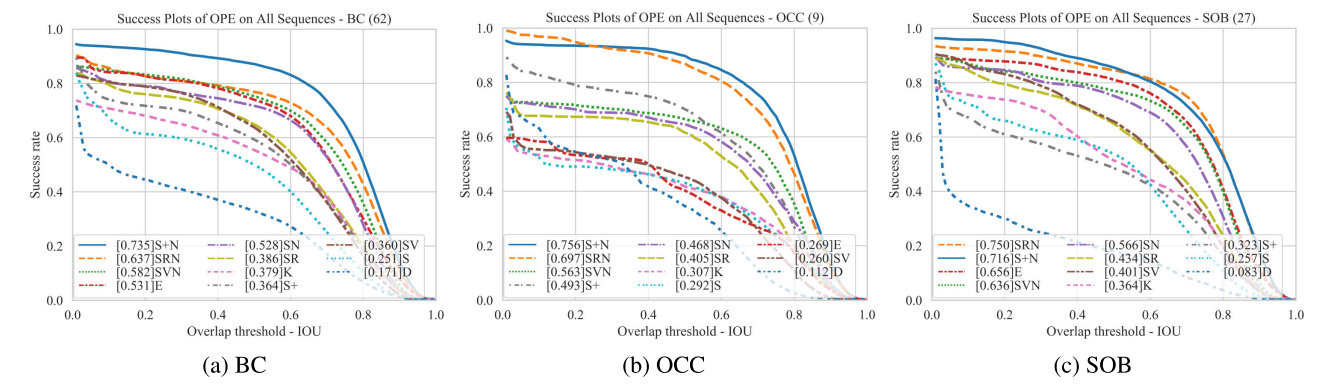 Success Plots of OPE on All Sequences - BC (62)
1.0
0.8
0.6
0.4
0.2
0.0
Success rate
[0.735]S+N
[0.637]SRN
[0.582]SVN
[0.531]E
[0.528]SN
[0.386]SR
[0.379]K
[0.364]S+
[0.360]SV
[0.251]S
[0.171]D
0.0 0.2 0.4 0.6 0.8 1.0
Overlap threshold - IOU
(a) BC
Success Plots of OPE on All Sequences - OCC (9)
1.0
0.8
0.6
0.4
0.2
0.0
Success rate
[0.756]S+N
[0.697]SRN
[0.563]SVN
[0.493]S+
[0.468]SN
[0.405]SR
[0.307]K
[0.292]S
[0.269]E
[0.260]SV
[0.112]D
0.0 0.2 0.4 0.6 0.8 1.0
Overlap threshold - IOU
(b) OCC
Success Plots of OPE on All Sequences - SOB (27)
1.0
0.8
0.6
0.4
0.2
0.0
Success rate
[0.750]SRN
[0.716]S+N
[0.656]E
[0.636]SVN
[0.566]SN
[0.434]SR
[0.401]SV
[0.364]K
[0.323]S+
[0.257]S
[0.083]D
0.0 0.2 0.4 0.6 0.8 1.0
Overlap threshold - IOU
(c) SOB